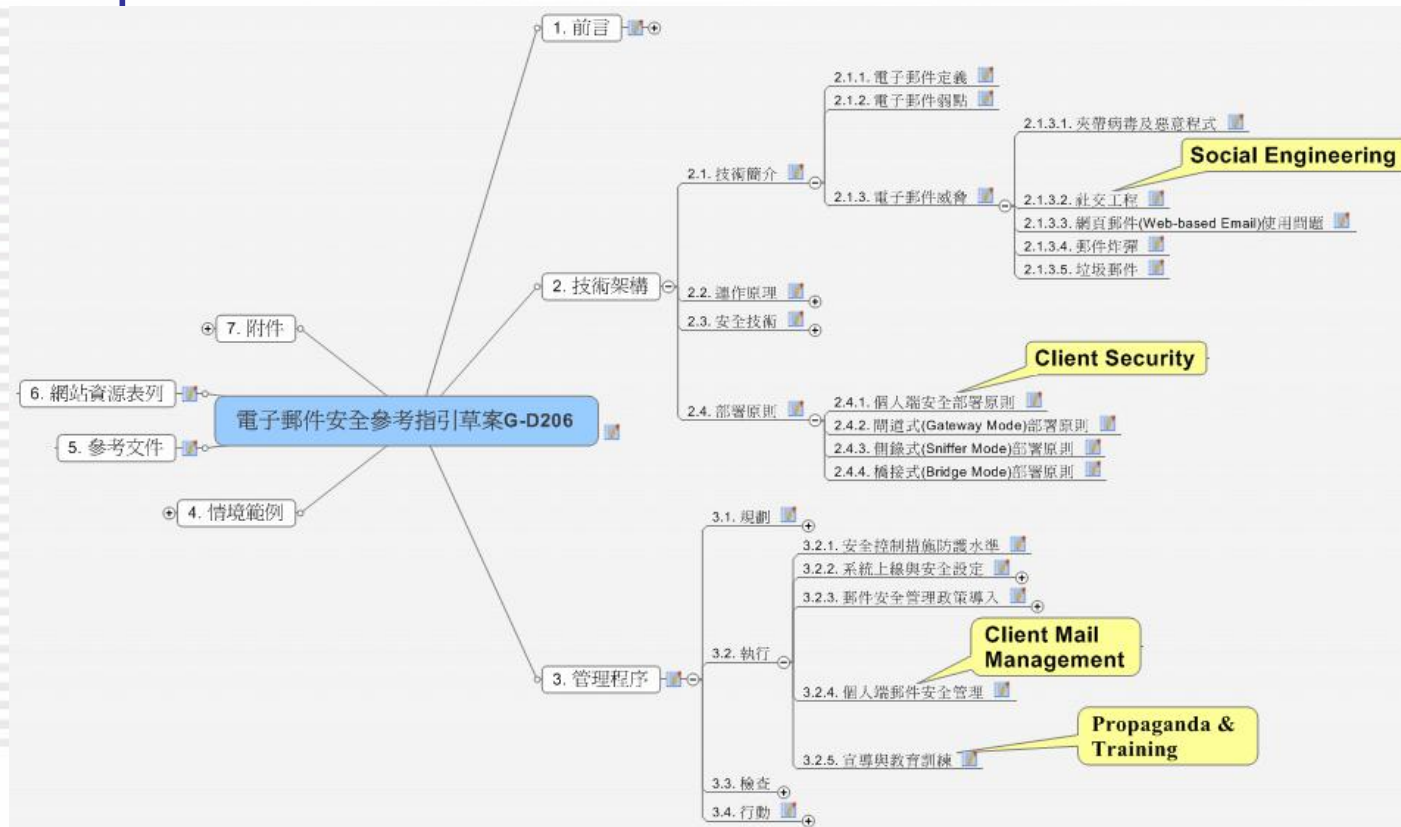 1. 前言
2.1.1. 電子郵件定義
2.1.2. 電子郵件弱點
2.1.3.1. 夾帶病毒及惡意程式
Social Engineering
2.1. 技術簡介
2.1.3. 電子郵件威脅
2.1.3.2. 社交工程
2.1.3.3. 網頁郵件(Web-based Email)使用問題
2.1.3.4. 郵件炸彈
2.1.3.5. 垃圾郵件
2. 技術架構
2.2. 運作原理
2.3. 安全技術
7. 附件
Client Security
6. 網站資源表列
電子郵件安全參考指引草案G-D206
2.4. 部署原則
2.4.1. 個人端安全部署原則
2.4.2. 閘道式(Gateway Mode)部署原則
2.4.3. 側錄式(Sniffer Mode)部署原則
2.4.4. 橋接式(Bridge Mode)部署原則
5. 參考文件
4. 情境範例
3.1. 規劃
3.2.1. 安全控制措施防護水準
3.2.2. 系統上線與安全設定
3.2.3. 郵件安全管理政策導入
Client Mail
Management
3.2. 執行
3. 管理程序
3.2.4. 個人端郵件安全管理
Propaganda &
Training
3.2.5. 宣導與教育訓練
3.3. 檢查
3.4. 行動